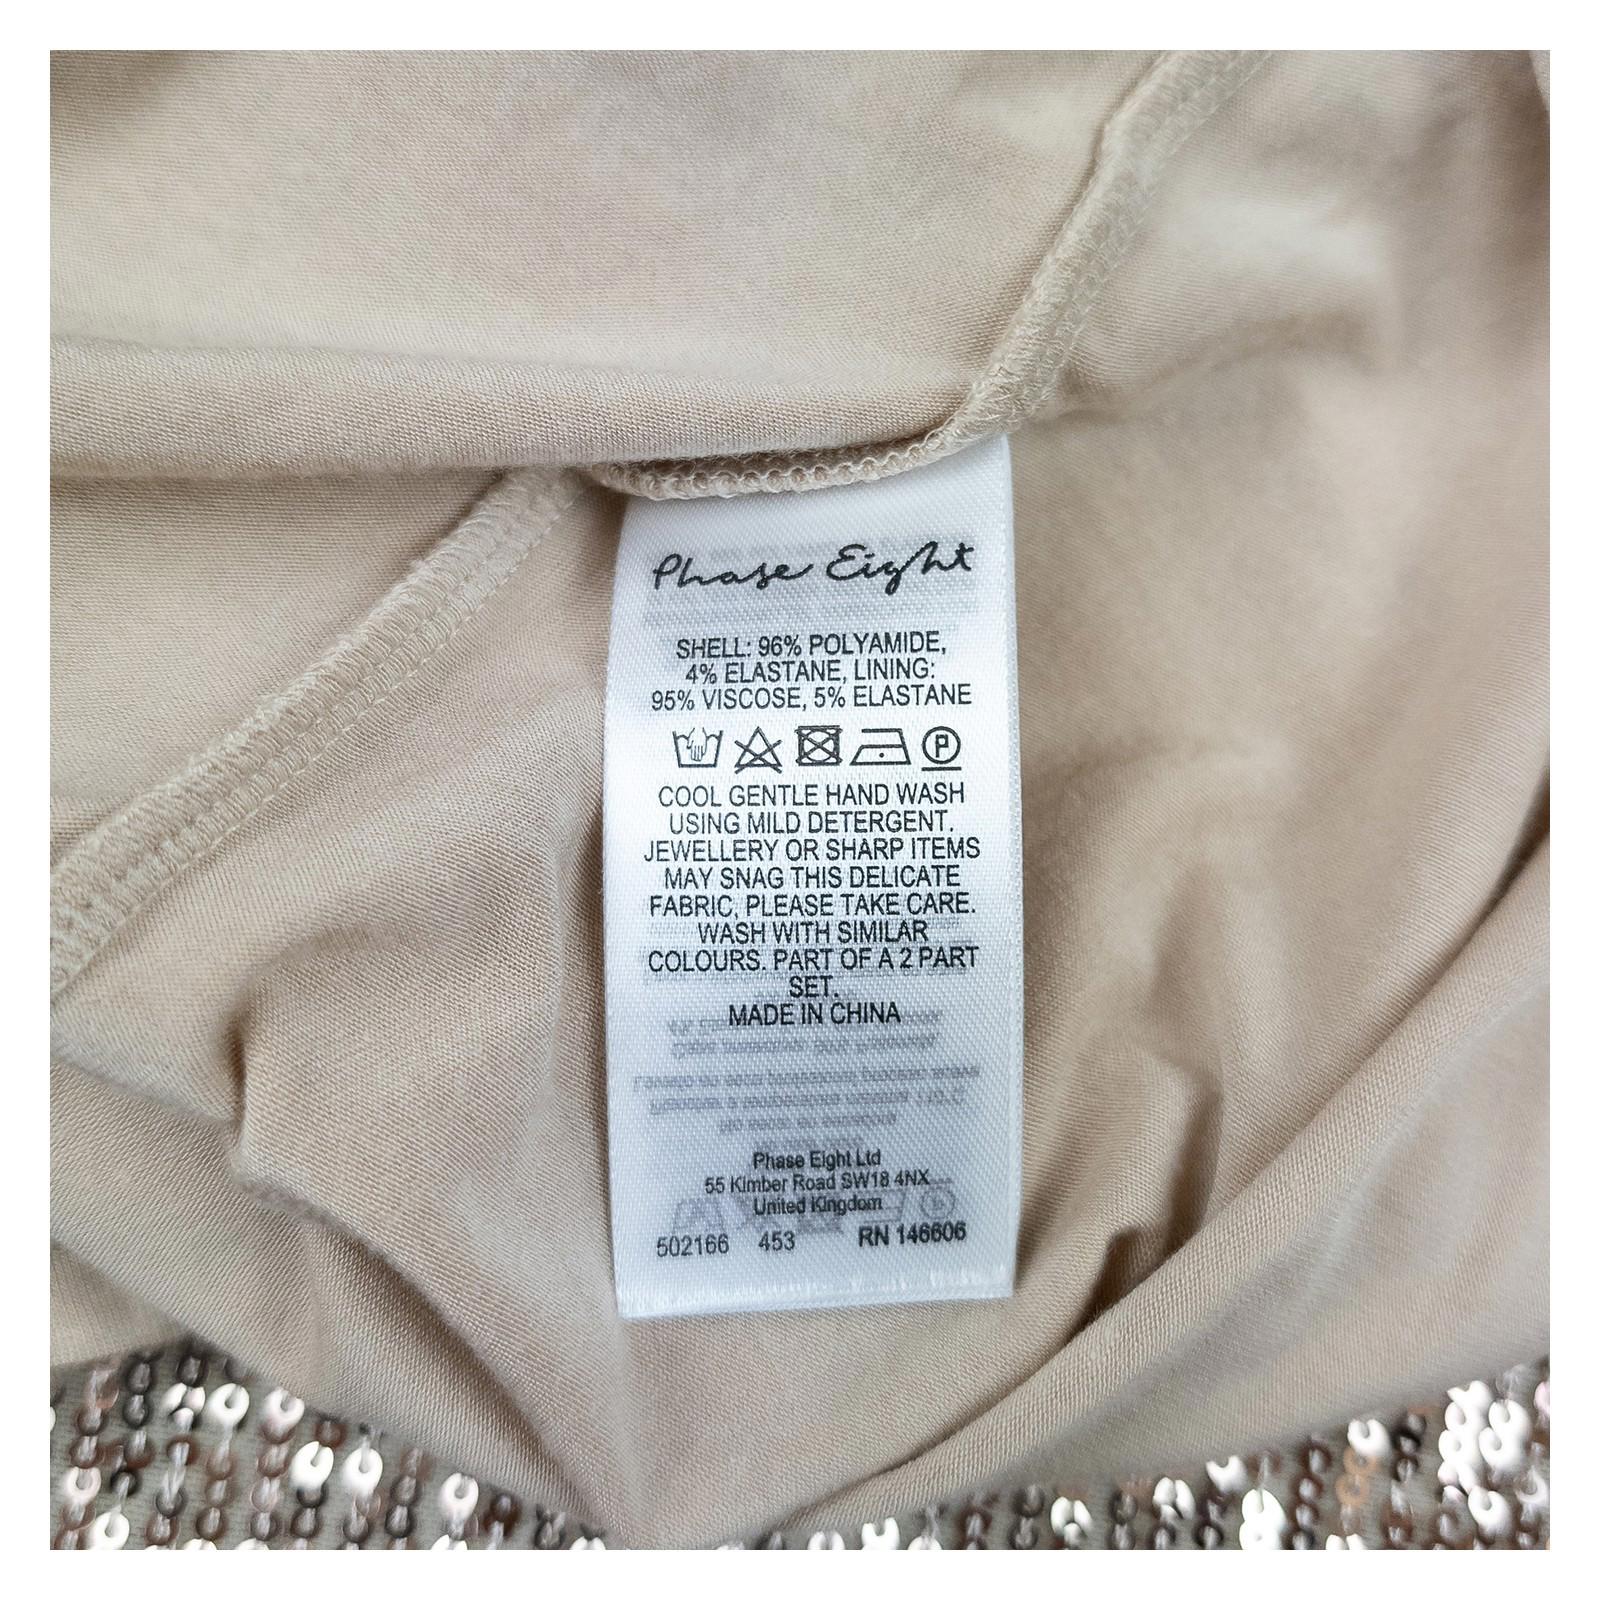 Phase Eight
SHELL: 96% POLYAMIDE,
4% ELASTANE, LINING:
95% VISCOSE, 5% ELASTANE
P
COOL GENTLE HAND WASH
USING MILD DETERGENT.
JEWELLERY OR SHARP ITEMS
MAY SNAG THIS DELICATE
FABRIC, PLEASE TAKE CARE.
WASH WITH SIMILAR
COLOURS. PART OF A 2 PART
SET.
MADE IN CHINA
Phase Eight Ltd
55 Kimber Road SW18 4NX
United Kingdom
502166 453 RN 146606